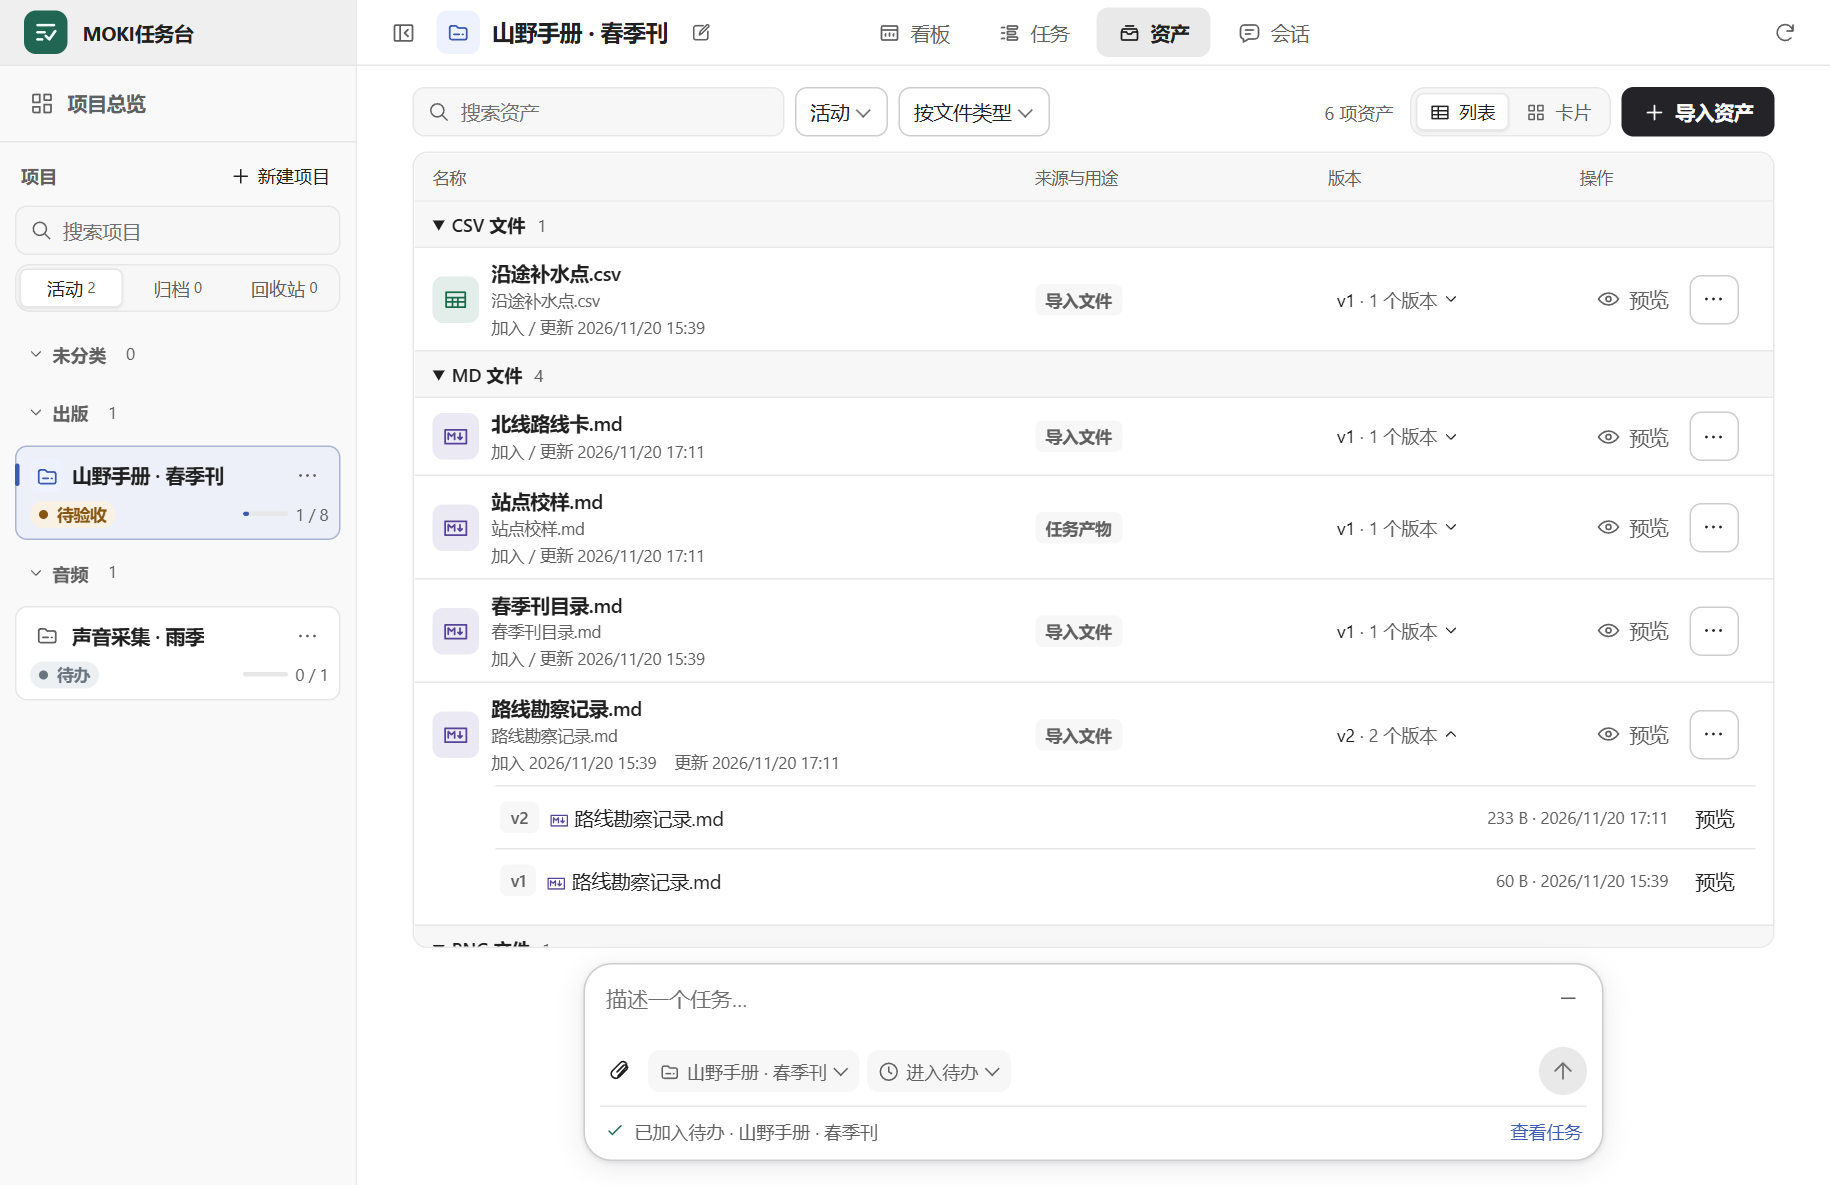 MOKI任务台
项目总览
项目
新建项目
搜索项目
活动 2
归档 0
回收站 0
未分类 0
出版 1
山野手册 · 春季刊
待验收
1 / 8
音频 1
声音采集 · 雨季
待办
0 / 1
山野手册 · 春季刊
看板
任务
资产
会话
搜索资产
活动
按文件类型
6 项资产
列表
卡片
导入资产
名称 来源与用途 版本 操作
CSV 文件 1
沿途补水点.csv
沿途补水点.csv
加入 / 更新 2026/11/20 15:39
导入文件
v1 · 1 个版本
预览
MD 文件 4
北线路线卡.md
加入 / 更新 2026/11/20 17:11
导入文件
v1 · 1 个版本
预览
站点校样.md
站点校样.md
加入 / 更新 2026/11/20 17:11
任务产物
v1 · 1 个版本
预览
春季刊目录.md
春季刊目录.md
加入 / 更新 2026/11/20 15:39
导入文件
v1 · 1 个版本
预览
路线勘察记录.md
路线勘察记录.md
加入 2026/11/20 15:39 更新 2026/11/20 17:11
导入文件
v2 · 2 个版本
预览
v2 路线勘察记录.md 233 B · 2026/11/20 17:11 预览
v1 路线勘察记录.md 60 B · 2026/11/20 15:39 预览
PNG 文件 1
描述一个任务...
山野手册 · 春季刊
进入待办
已加入待办 · 山野手册 · 春季刊
查看任务